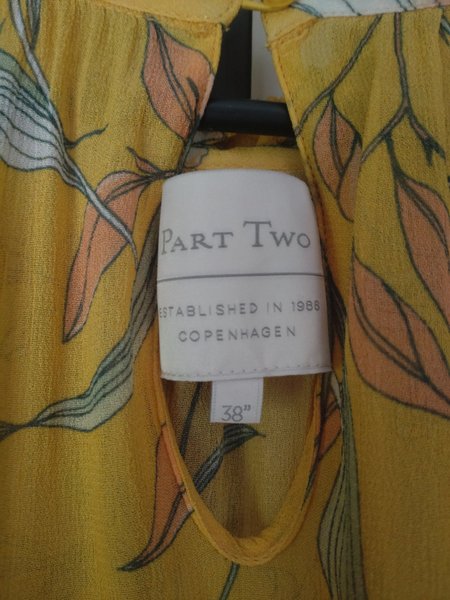 PART TWO
ESTABLISHED IN 1986
COPENHAGEN
38"